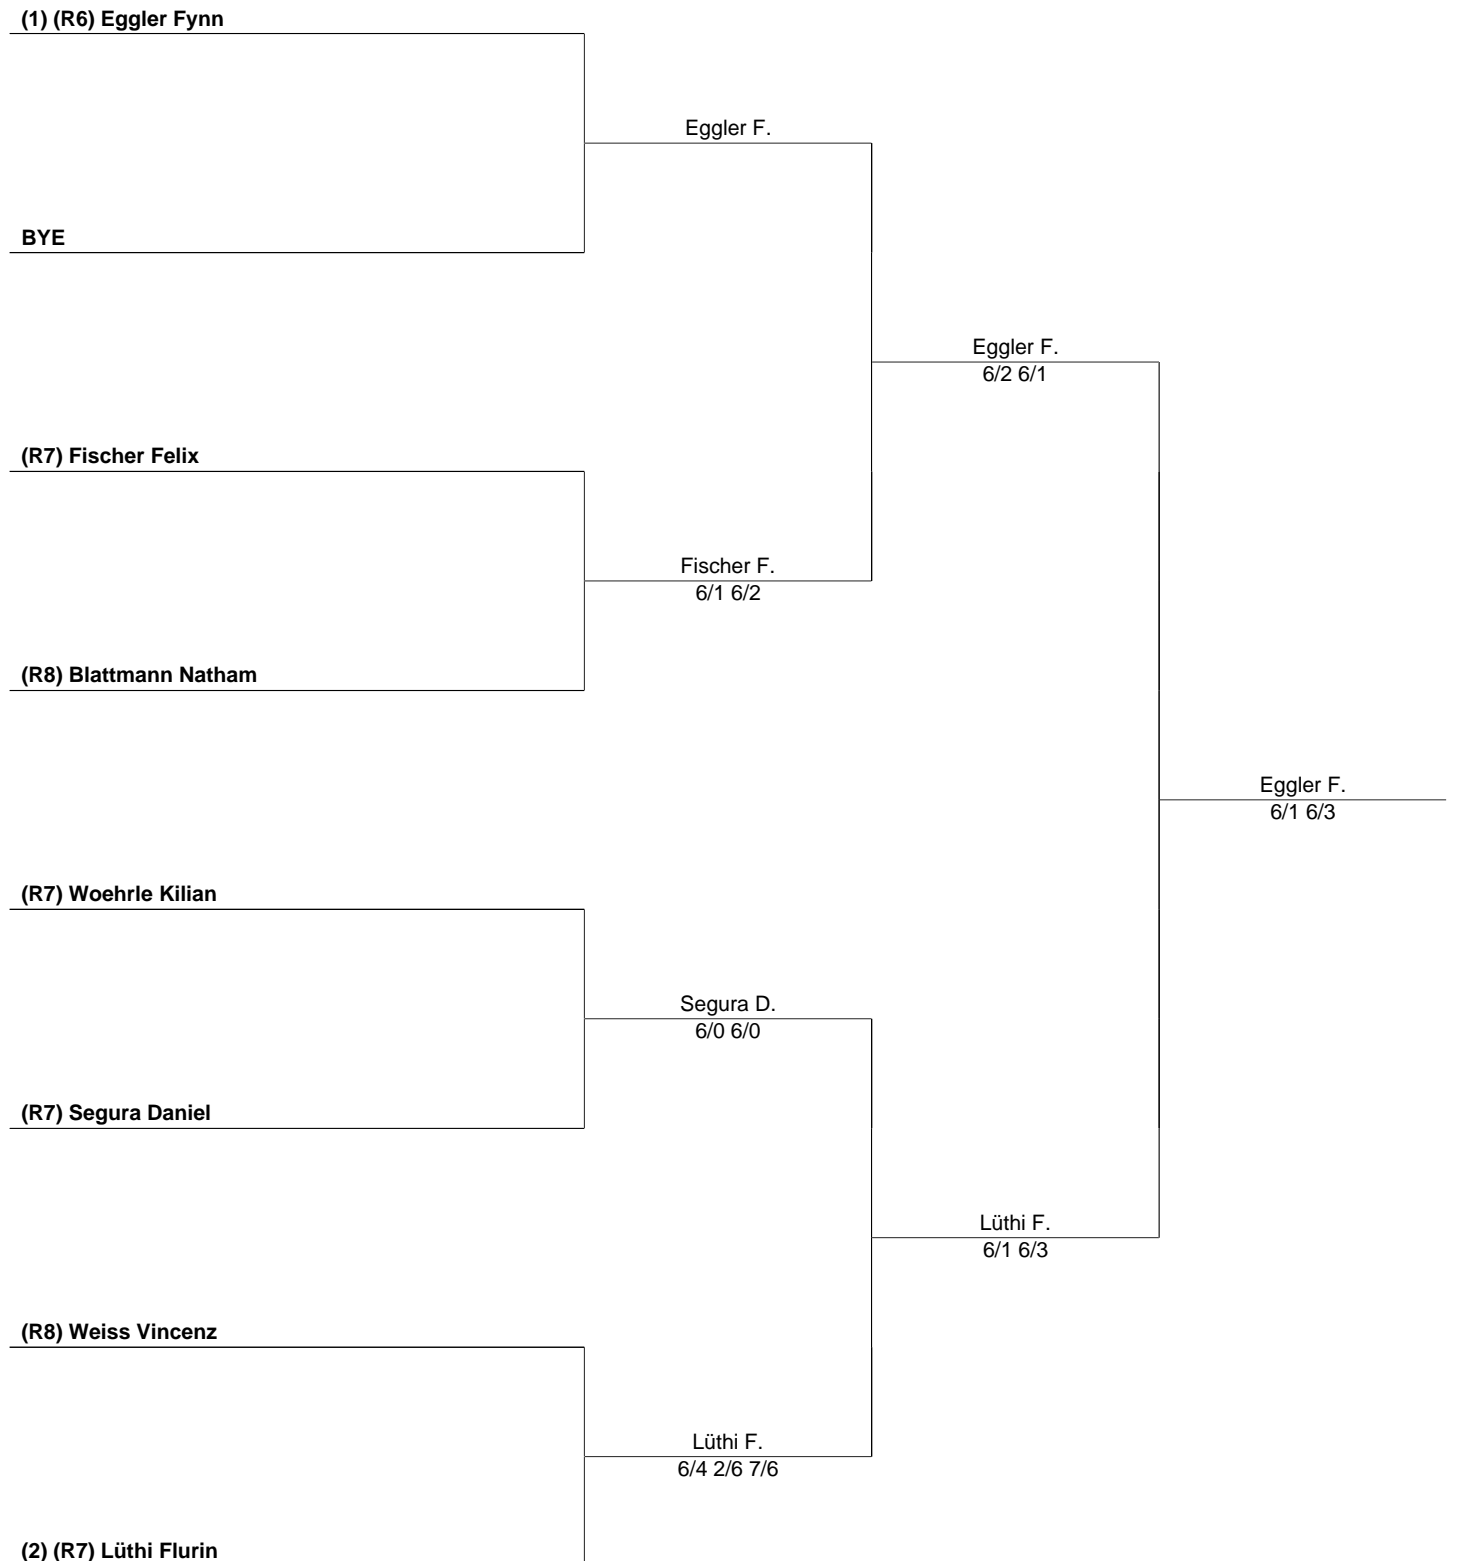 (1) (R6) Eggler Fynn
Eggler F.
BYE
Eggler F.
6/2 6/1
(R7) Fischer Felix
Fischer F.
6/1 6/2
(R8) Blattmann Natham
Eggler F.
6/1 6/3
(R7) Woehrle Kilian
Segura D.
6/0 6/0
(R7) Segura Daniel
Lüthi F.
6/1 6/3
(R8) Weiss Vincenz
Lüthi F.
6/4 2/6 7/6
(2) (R7) Lüthi Flurin